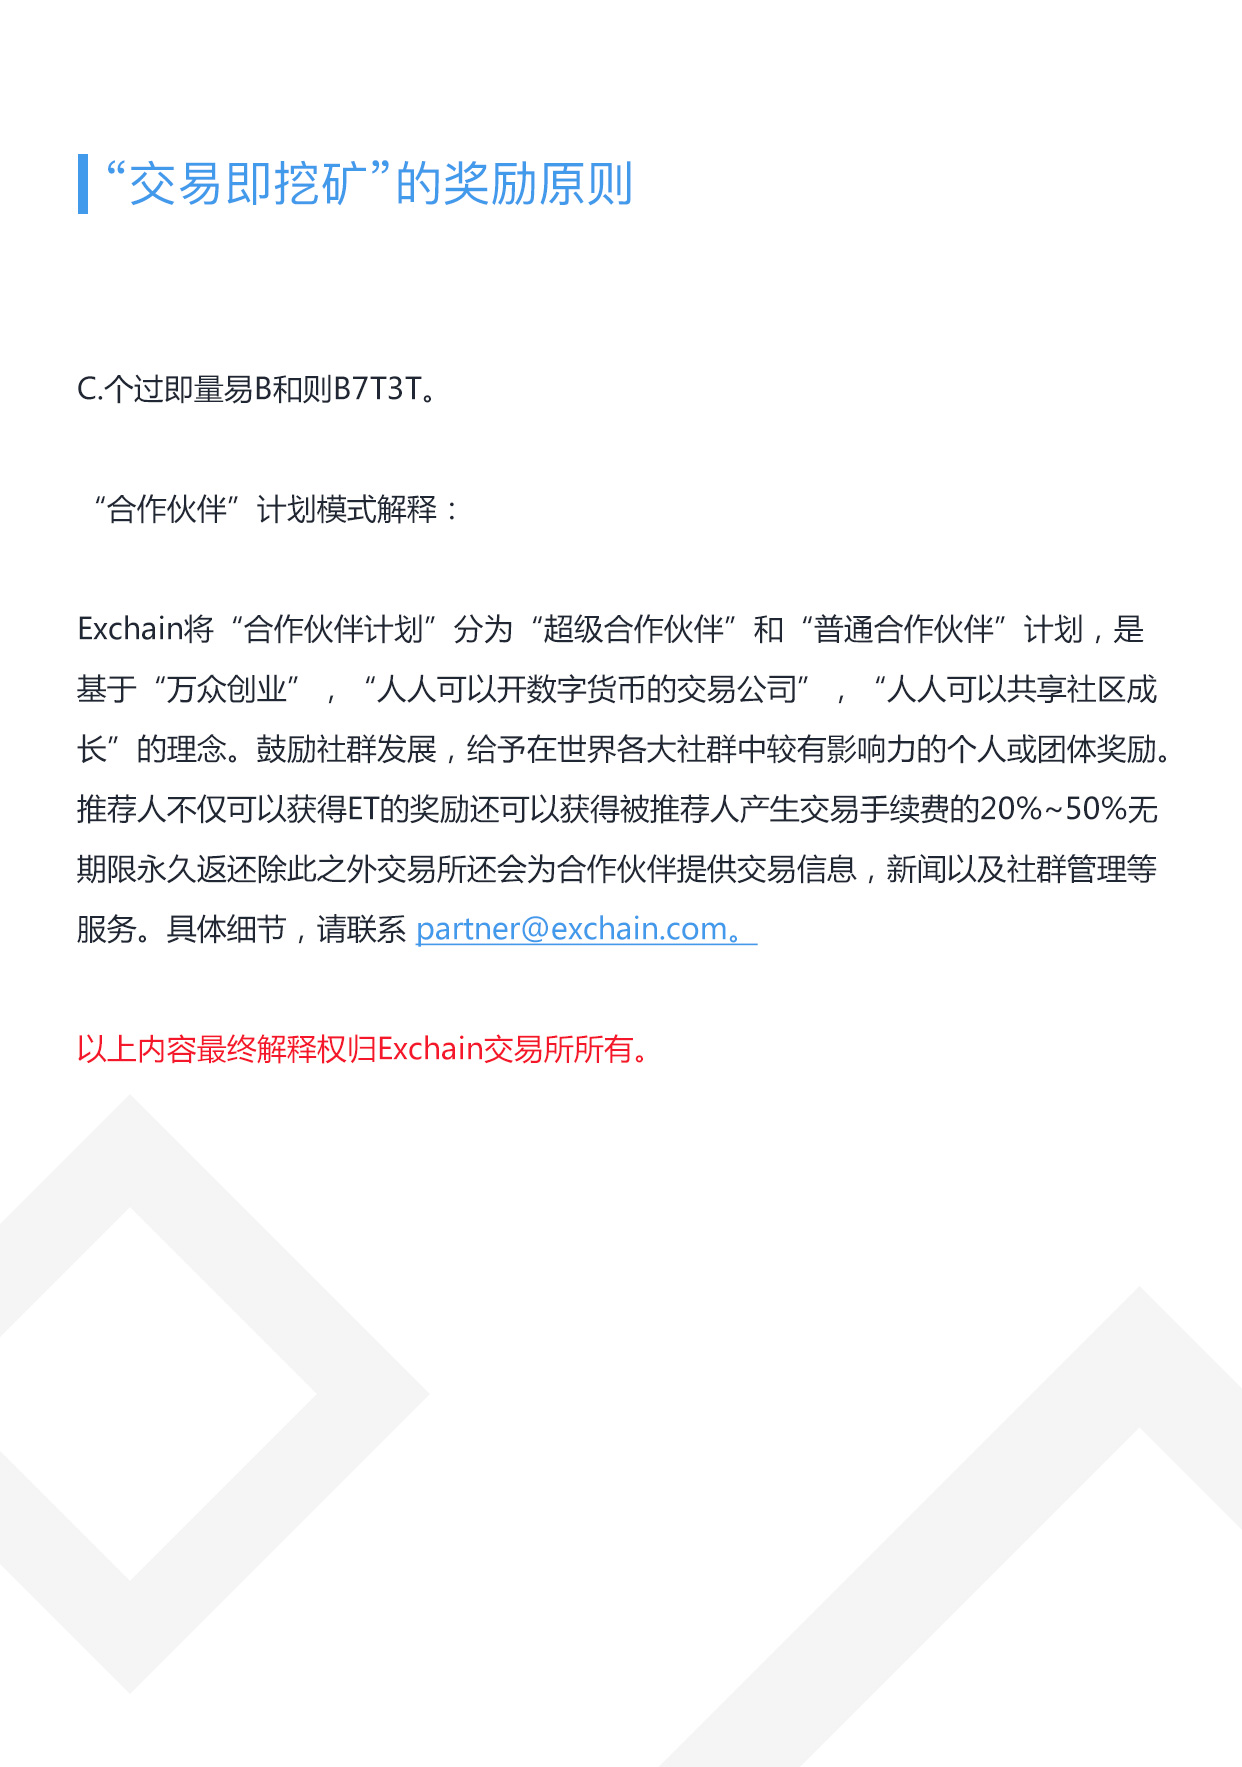 “交易即挖矿”的奖励原则
C.个过即量易B和则B7T3T。
“合作伙伴”计划模式解释：
Exchain将“合作伙伴计划”分为“超级合作伙伴”和“普通合作伙伴”计划，是
基于“万众创业”，“人人可以开数字货币的交易公司”，“人人可以共享社区成
长”的理念。鼓励社群发展，给予在世界各大社群中较有影响力的个人或团体奖励。
推荐人不仅可以获得ET的奖励还可以获得被推荐人产生交易手续费的20%~50%无
期限永久返还除此之外交易所还会为合作伙伴提供交易信息，新闻以及社群管理等
服务。具体细节，请联系 partner@exchain.com。
以上内容最终解释权归Exchain交易所所有。